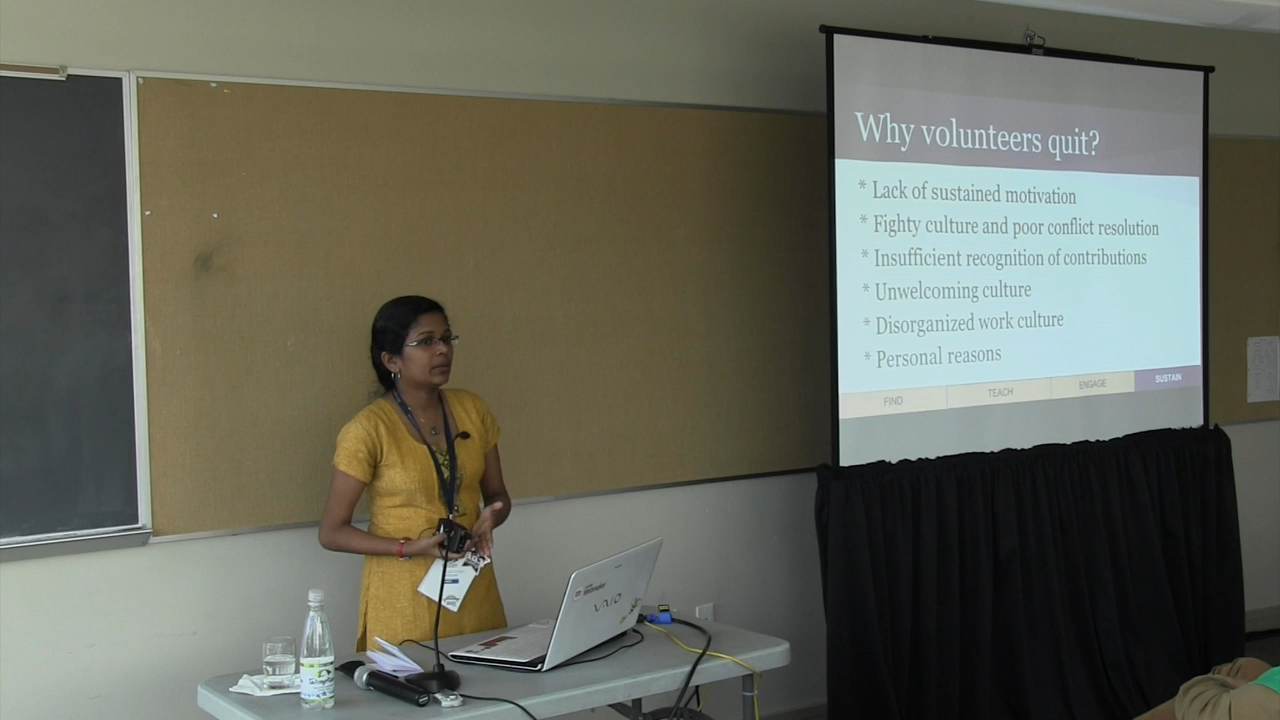 Why volunteers quit?
* Lack of sustained motivation
* Fighty culture and poor conflict resolution
* Insufficient recognition of contributions
* Unwelcoming culture
* Disorganized work culture
* Personal reasons
FIND
TEACH
ENGAGE
SUSTAIN
VAIO